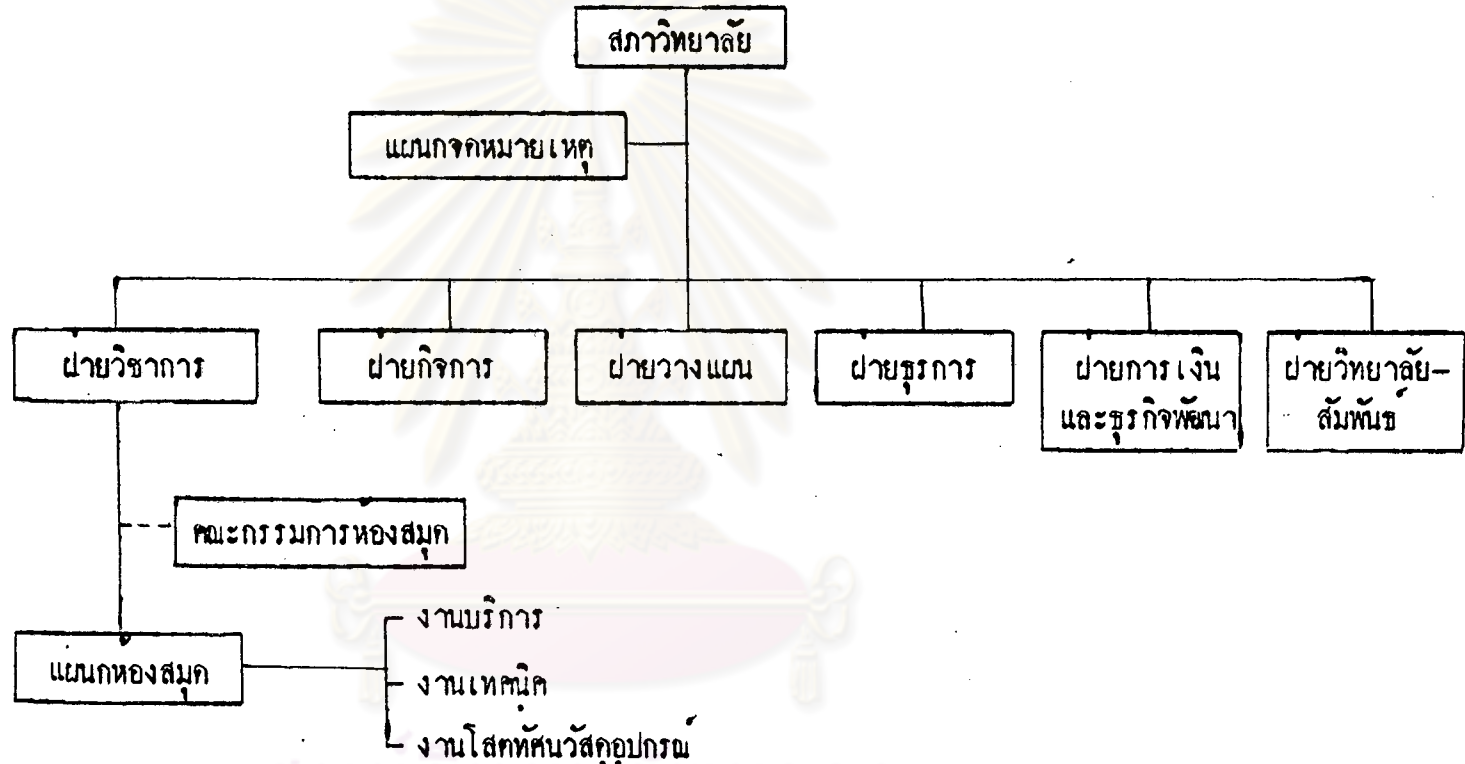 สภาวิทยาลัย
แผนกจดหมายเหตุ
ฝ่ายวิชาการ
ฝ่ายกิจการ
ฝ่ายวางแผน
ฝ่ายธุรการ
ฝ่ายการเงิน
และธุรกิจพัฒนา
ฝ่ายวิทยาลัย-
สัมพันธ์
คณะกรรมการห้องสมุด
แผนกห้องสมุด
งานบริการ
งานเทคนิค
งานโสตทัศนวัสดุอุปกรณ์